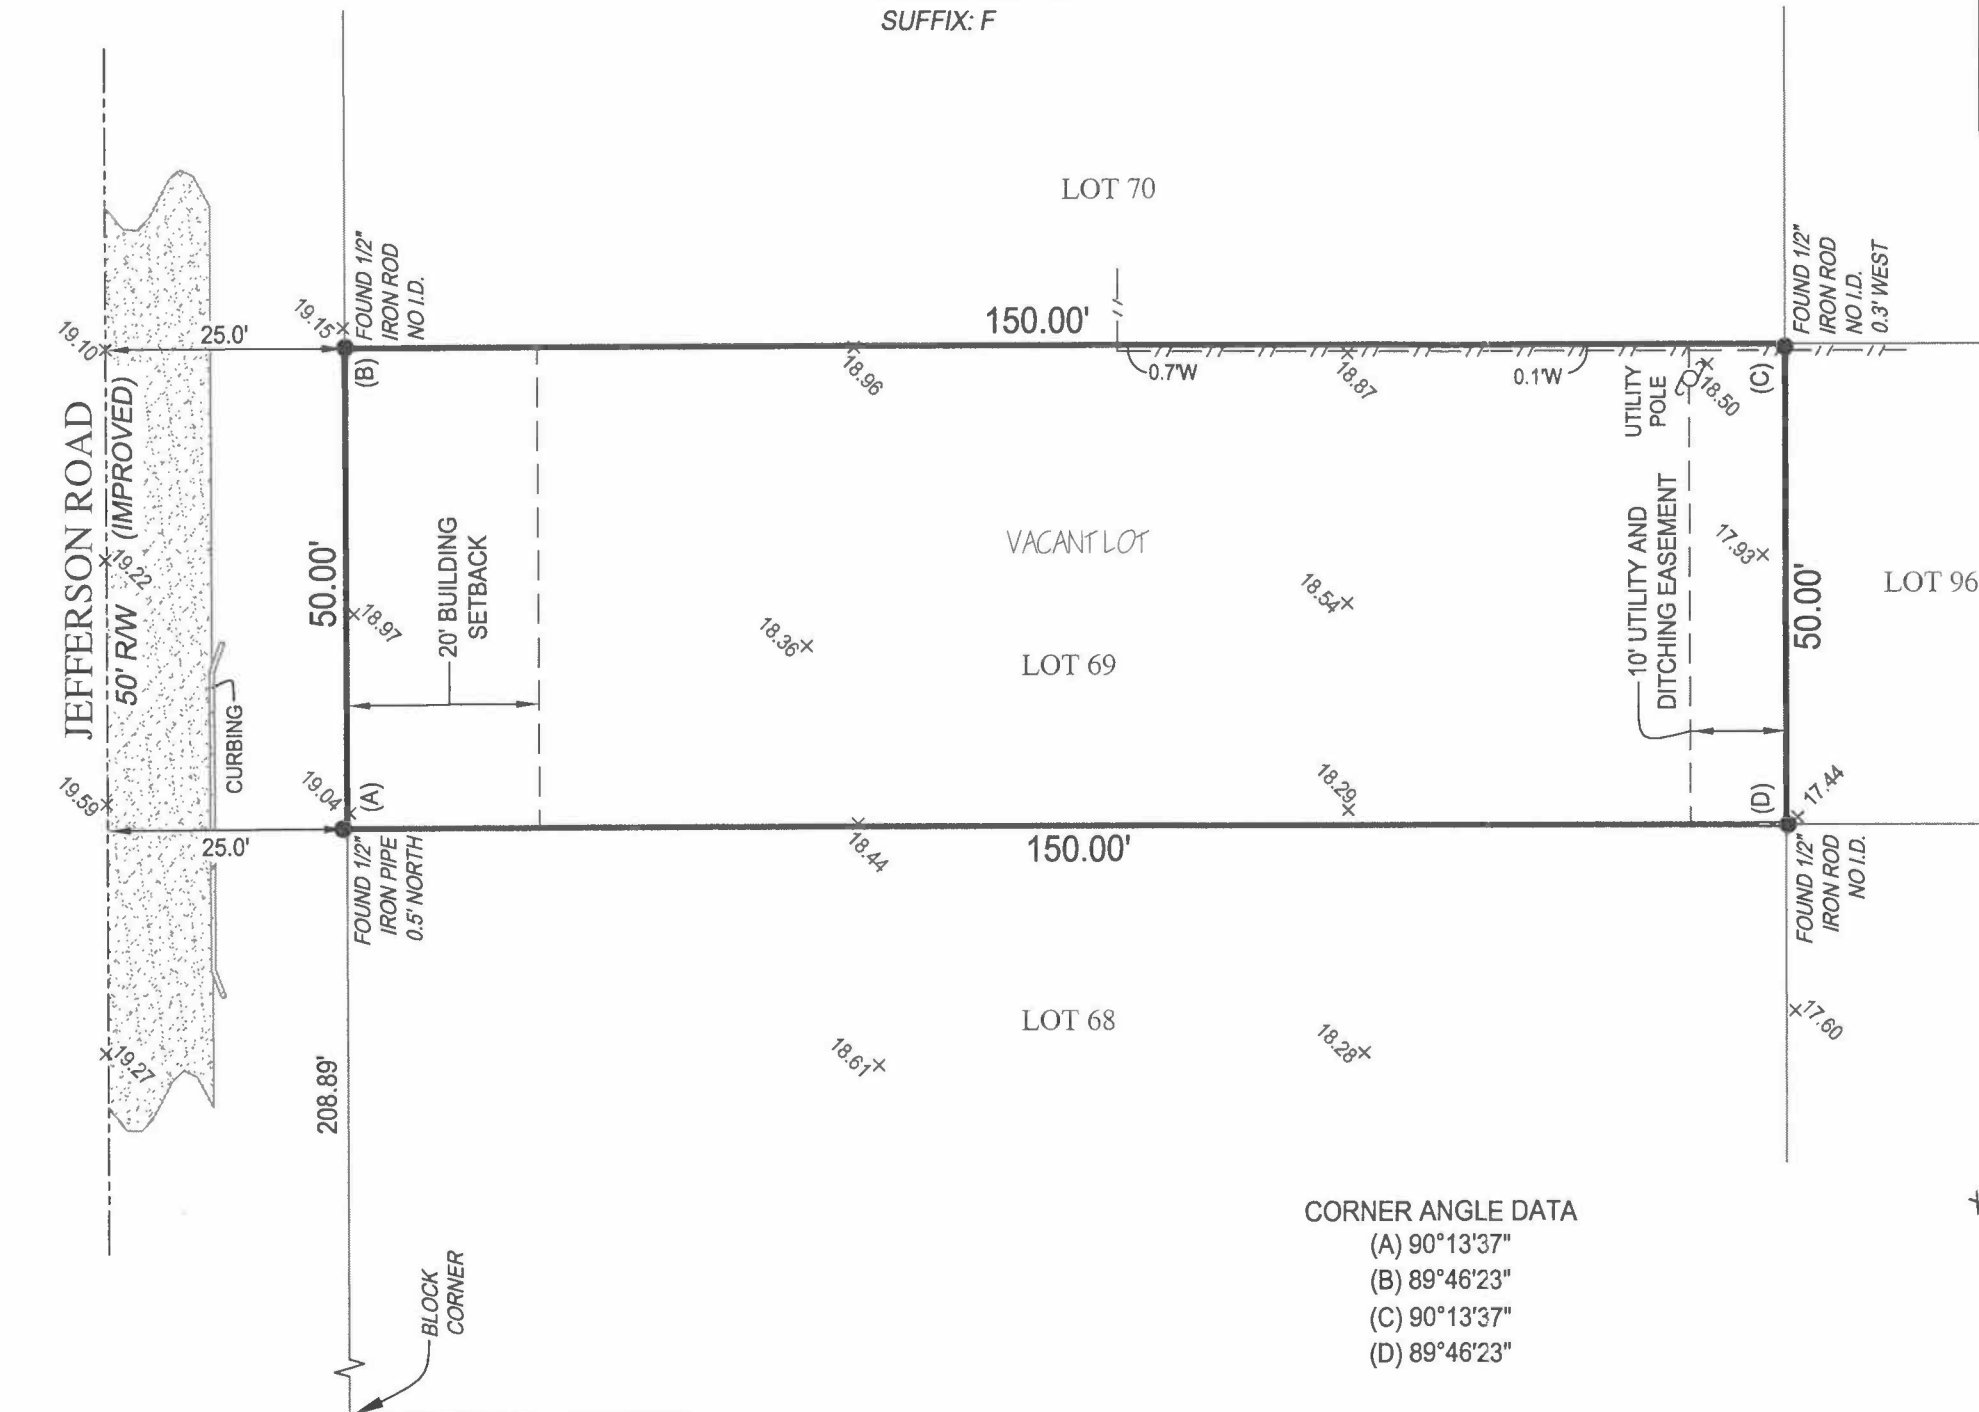 SUFFIX: F
LOT 70
FOUND 1/2"
IRON ROD
NO I.D.
FOUND 1/2"
IRON ROD
NO I.D.
0.3' WEST
19.10
25.0'
19.15
150.00'
(B)
18.96
0.7'W
18.87
0.1'W
UTILITY
POLE
18.50
(C)
JEFFERSON ROAD
50' R/W (IMPROVED)
19.22
50.00'
18.97
20' BUILDING
SETBACK
VACANT LOT
18.36
18.54
LOT 69
10' UTILITY AND
DITCHING EASEMENT
17.93
50.00'
LOT 96
CURBING
19.59
19.04
(A)
18.29
(D)
17.44
25.0'
18.44
150.00'
FOUND 1/2"
IRON PIPE
0.5' NORTH
FOUND 1/2"
IRON ROD
NO I.D.
19.27
208.89'
LOT 68
18.61
18.28
17.60
BLOCK
CORNER
CORNER ANGLE DATA
(A) 90°13'37"
(B) 89°46'23"
(C) 90°13'37"
(D) 89°46'23"